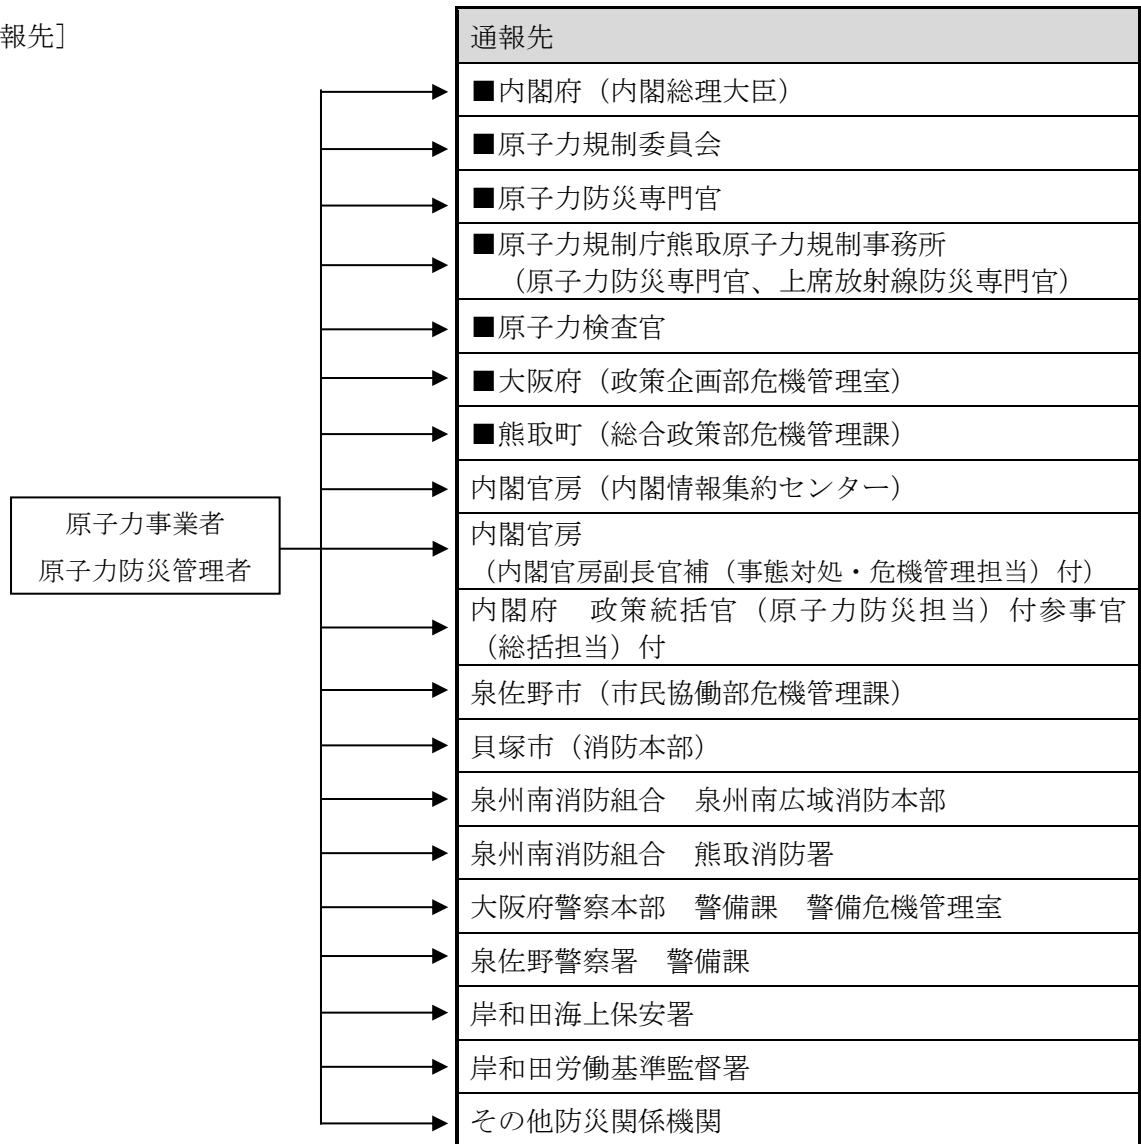 報先]
通報先
■内閣府（内閣総理大臣）
■原子力規制委員会
■原子力防災専門官
■原子力規制庁熊取原子力規制事務所
（原子力防災専門官、上席放射線防災専門官）
■原子力検査官
■大阪府（政策企画部危機管理室）
■熊取町（総合政策部危機管理課）
内閣官房（内閣情報集約センター）
原子力事業者
原子力防災管理者
内閣官房
（内閣官房副長官補（事態対処・危機管理担当）付）
内閣府　政策統括官（原子力防災担当）付参事官
（総括担当）付
泉佐野市（市民協働部危機管理課）
貝塚市（消防本部）
泉州南消防組合　泉州南広域消防本部
泉州南消防組合　熊取消防署
大阪府警察本部　警備課　警備危機管理室
泉佐野警察署　警備課
岸和田海上保安署
岸和田労働基準監督署
その他防災関係機関